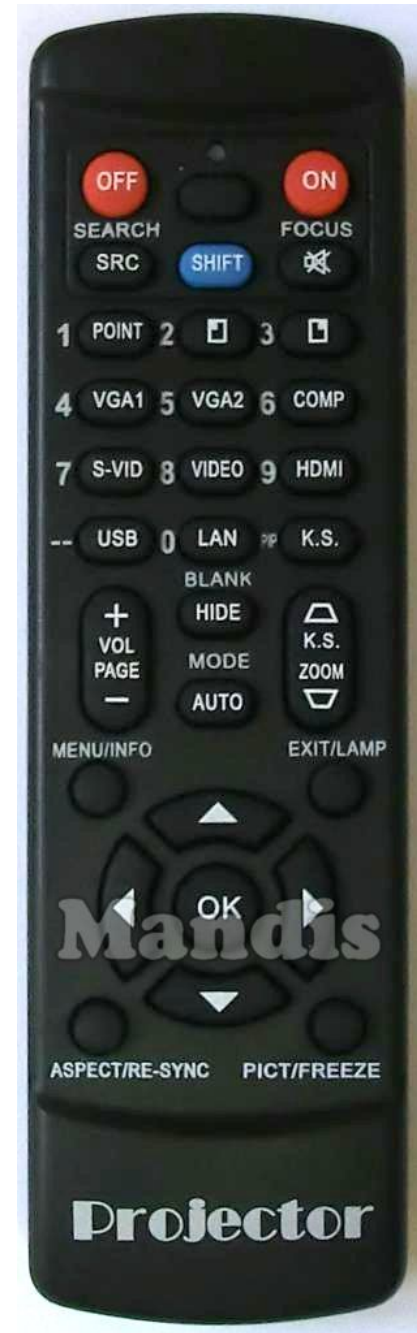 OFF ON
SEARCH FOCUS
SRC SHIFT
1 POINT 2 3
4 VGA1 5 VGA2 6 COMP
7 S-VID 8 VIDEO 9 HDMI
-- USB 0 LAN PIP K.S.
BLANK
+ HIDE
VOL K.S.
PAGE MODE ZOOM
- AUTO
MENU/INFO EXIT/LAMP
OK
Mandis
ASPECT/RE-SYNC PICT/FREEZE
Projector